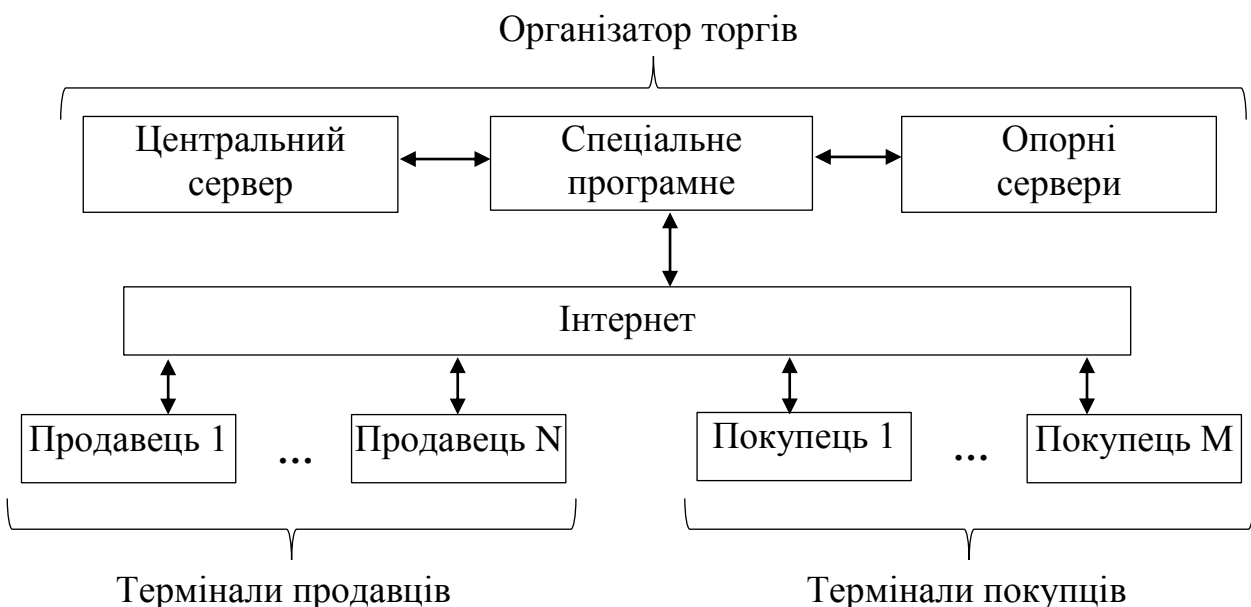 Організатор торгів
Центральний
сервер
Спеціальне
програмне
Опорні
сервери
Інтернет
Продавець 1
...
Продавець N
Покупець 1
...
Покупець M
Термінали продавців
Термінали покупців